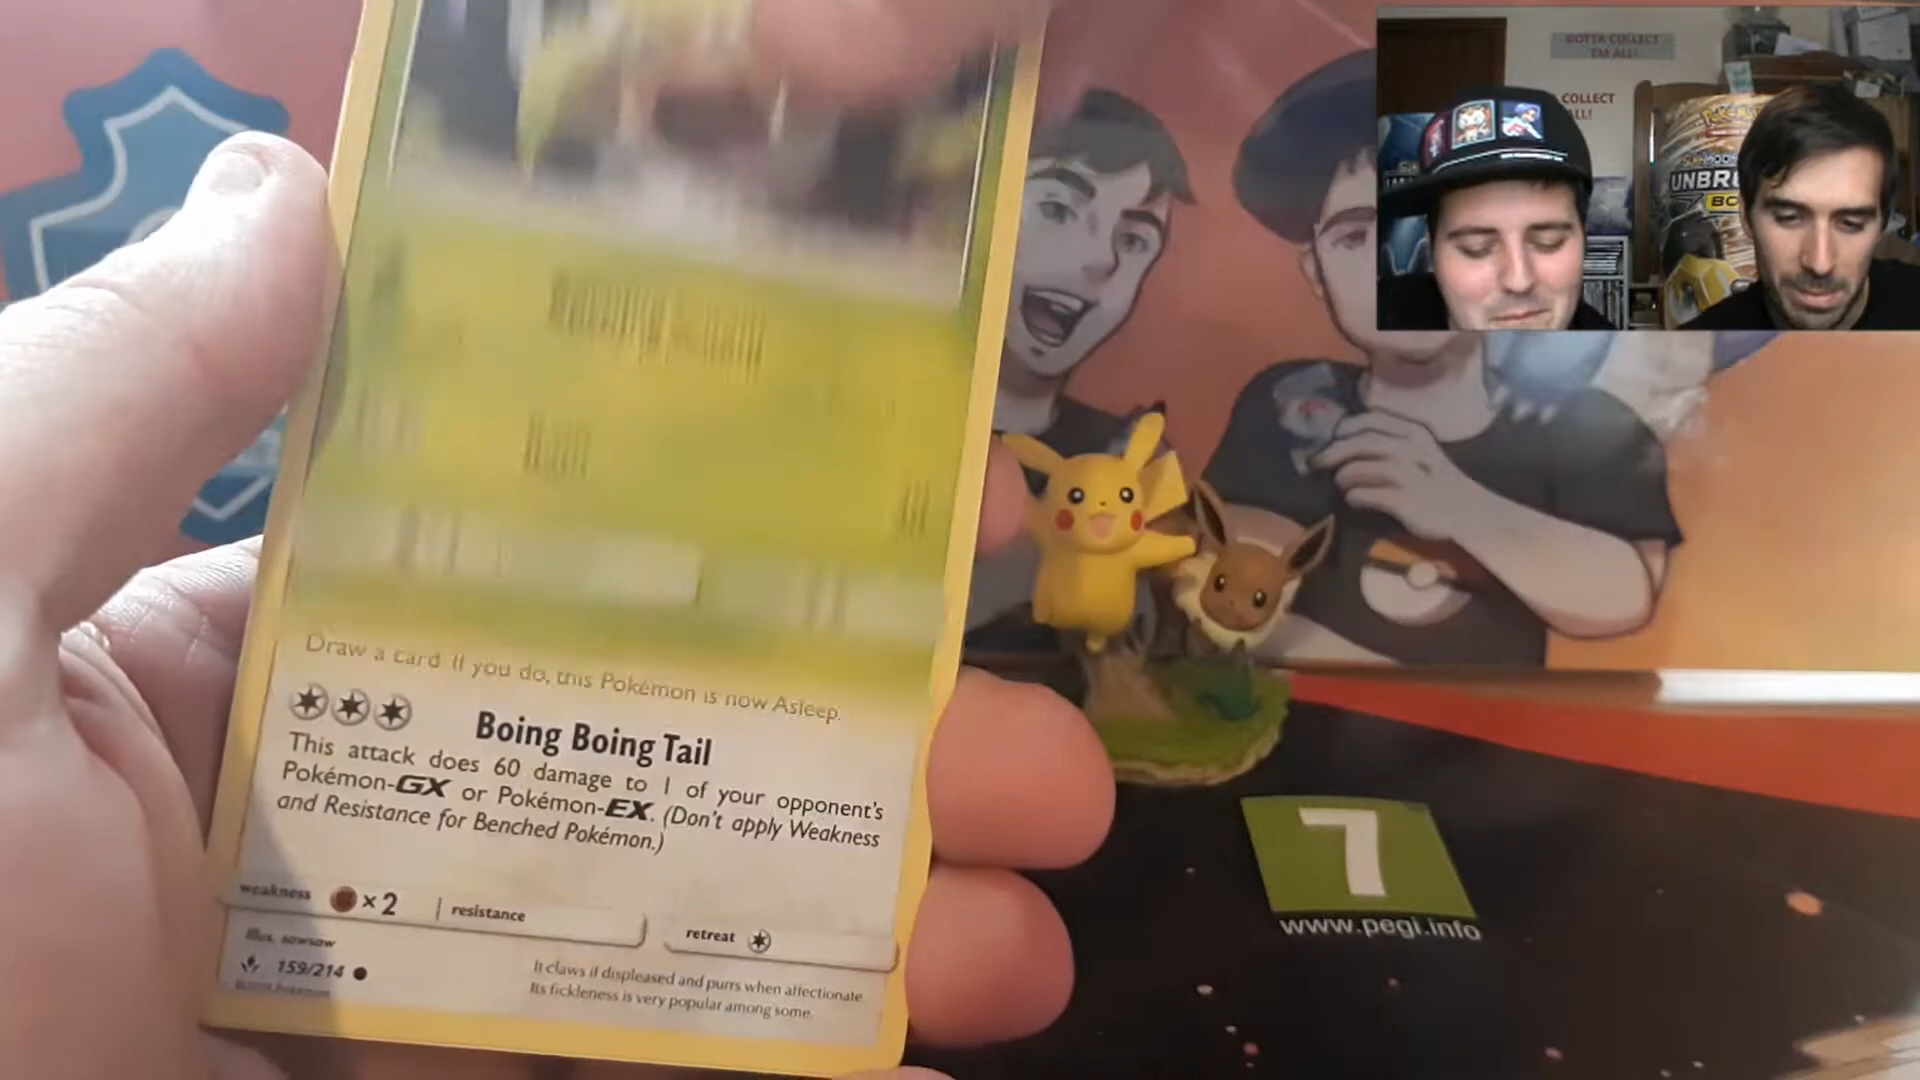 GOTTA COLLECT
'EM ALL!
COLLECT
ALL!
UNBR
Draw a card. If you do, this Pokémon is now Asleep.
Boing Boing Tail
This attack does 60 damage to 1 of your opponent's
Pokémon-GX or Pokémon-EX. (Don't apply Weakness
and Resistance for Benched Pokémon.)
weakness ×2 resistance
retreat
Illus. sowsow
159/214
It claws if displeased and purrs when affectionate.
Its fickleness is very popular among some.
7
www.pegi.info